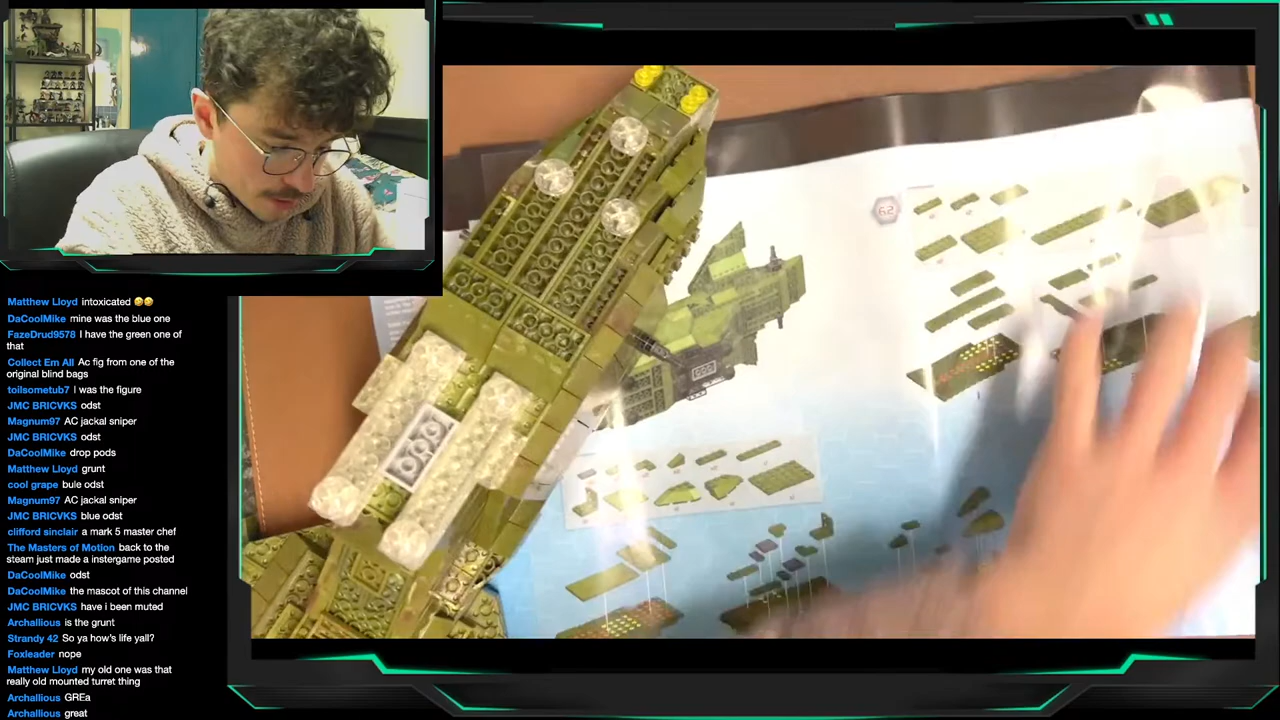 Matthew Lloyd intoxicated 🤣🤣
DaCoolMike mine was the blue one
FazeDrud9578 I have the green one of
that
Collect Em All Ac fig from one of the
original blind bags
toilsometub7 I was the figure
JMC BRICVKS odst
Magnum97 AC jackal sniper
JMC BRICVKS odst
DaCoolMike drop pods
Matthew Lloyd grunt
cool grape bule odst
Magnum97 AC jackal sniper
JMC BRICVKS blue odst
clifford sinclair a mark 5 master chef
The Masters of Motion back to the
steam just made a instergame posted
DaCoolMike odst
DaCoolMike the mascot of this channel
JMC BRICVKS have i been muted
Archallious is the grunt
Strandy 42 So ya how's life yall?
Foxleader nope
Matthew Lloyd my old one was that
really old mounted turret thing
Archallious GREa
Archallious great
62